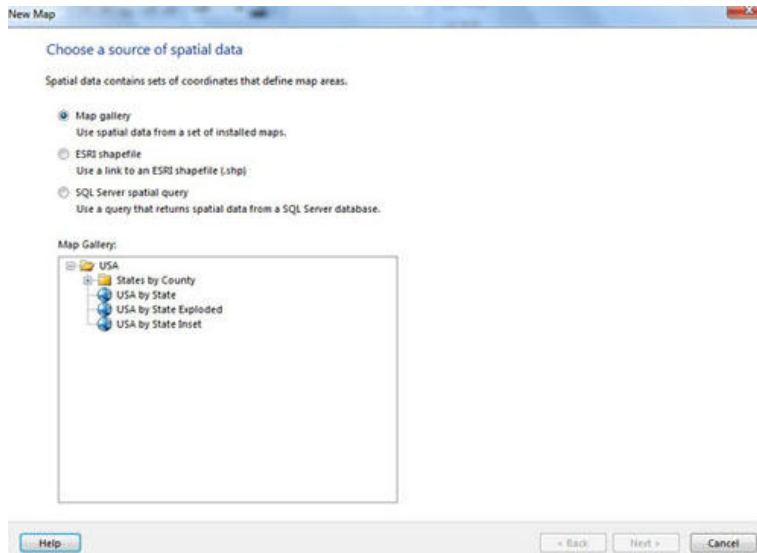 New Map
Choose a source of spatial data
Spatial data contains sets of coordinates that define map areas.
Map gallery
Use spatial data from a set of installed maps.
ESRI shapefile
Use a link to an ESRI shapefile (.shp)
SQL Server spatial query
Use a query that returns spatial data from a SQL Server database.
Map Gallery:
USA
States by County
USA by State
USA by State Exploded
USA by State Inset
Help
< Back
Next >
Cancel